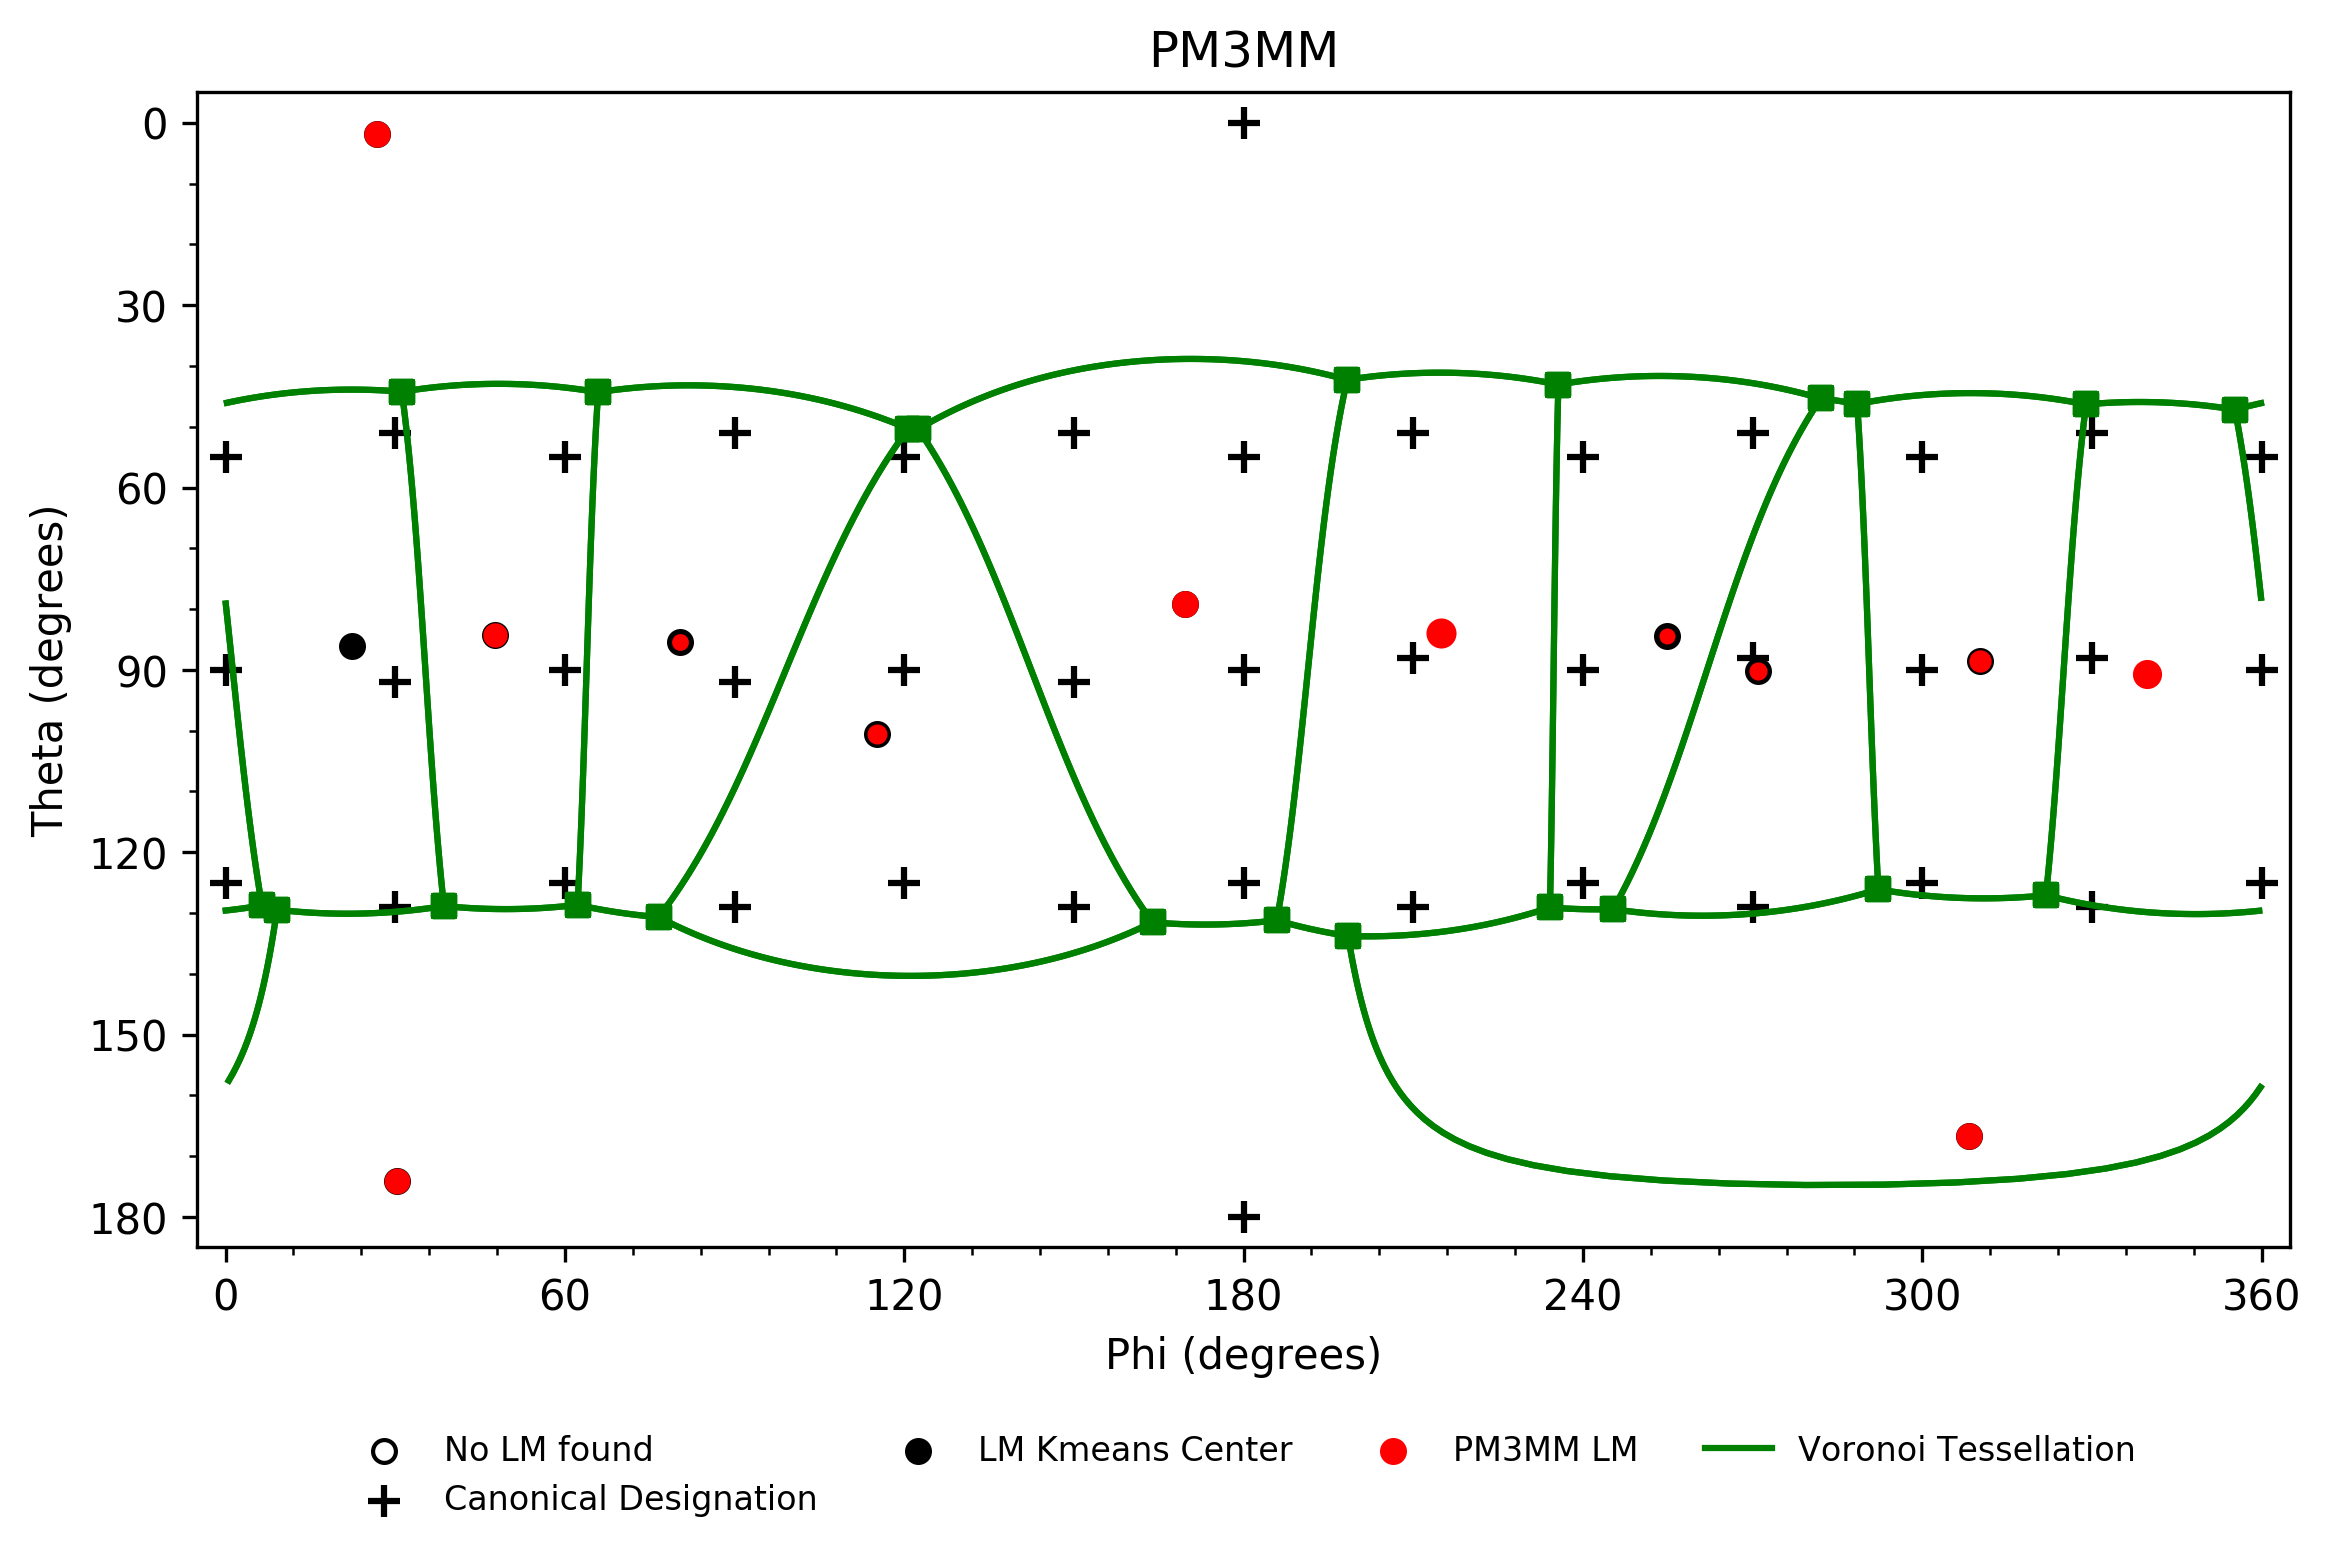 PM3MM
0
30
60
90
120
150
180
Theta (degrees)
0 60 120 180 240 300 360
Phi (degrees)
No LM found LM Kmeans Center PM3MM LM Voronoi Tessellation
Canonical Designation